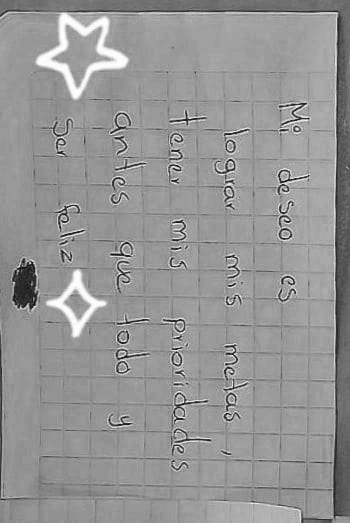 Mi deseo es
lograr mis metas,
tener mis prioridades
antes que todo y
ser feliz